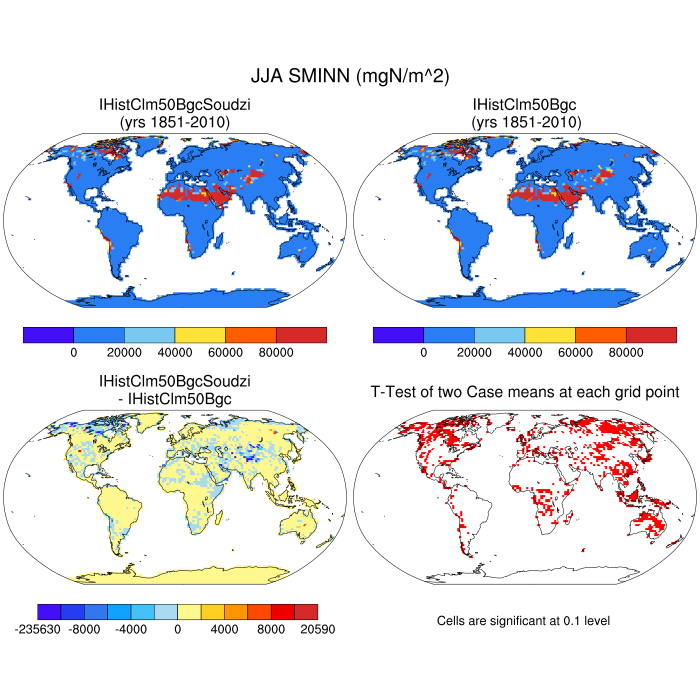 JJA SMINN (mgN/m^2)
IHistClm50BgcSoudzi
(yrs 1851-2010)
IHistClm50Bgc
(yrs 1851-2010)
0 20000 40000 60000 80000
0 20000 40000 60000 80000
IHistClm50BgcSoudzi
- IHistClm50Bgc
T-Test of two Case means at each grid point
-235630 -8000 -4000 0 4000 8000 20590
Cells are significant at 0.1 level